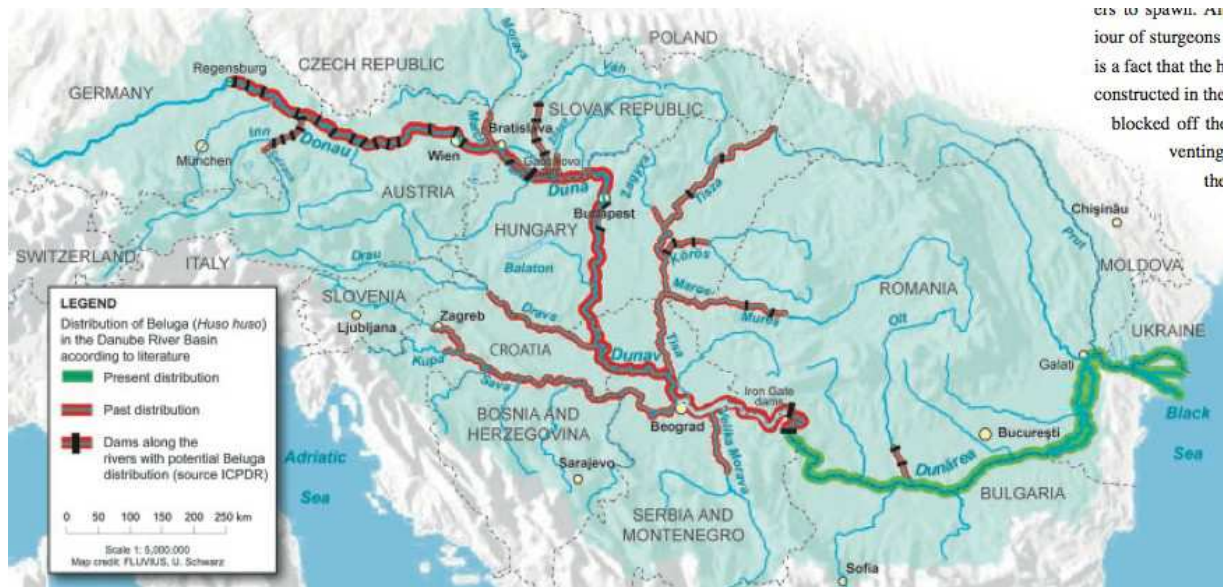 ers to spawn. An
iour of sturgeons
is a fact that the h
constructed in the
blocked off the
venting
the
POLAND
CZECH REPUBLIC
Morava
Regensburg
GERMANY
Váh
SLOVAK REPUBLIC
Bratislava
Inn
Donau
München
Wien
Duna
Budapest
Zagyva
Tisza
AUSTRIA
HUNGARY
Chişinău
Prut
MOLDOVA
SWITZERLAND
ITALY
Drau
Balaton
Körös
Maros
Mureş
ROMANIA
Olt
UKRAINE
SLOVENIA
Ljubljana
Zagreb
Drava
CROATIA
Kupa
Sava
Dunav
Tisa
Iron Gate
dams
Galaţi
Beograd
BOSNIA AND
HERZEGOVINA
Velika Morava
Bucureşti
Black
Sea
Adriatic
Sea
Sarajevo
Dunărea
BULGARIA
SERBIA AND
MONTENEGRO
Sofia
LEGEND
Distribution of Beluga (Huso huso)
in the Danube River Basin
according to literature
Present distribution
Past distribution
Dams along the
rivers with potential Beluga
distribution (source ICPDR)
0 50 100 150 200 250 km
Scale 1: 5,000.000
Map credit: FLUVIUS, U. Schwarz